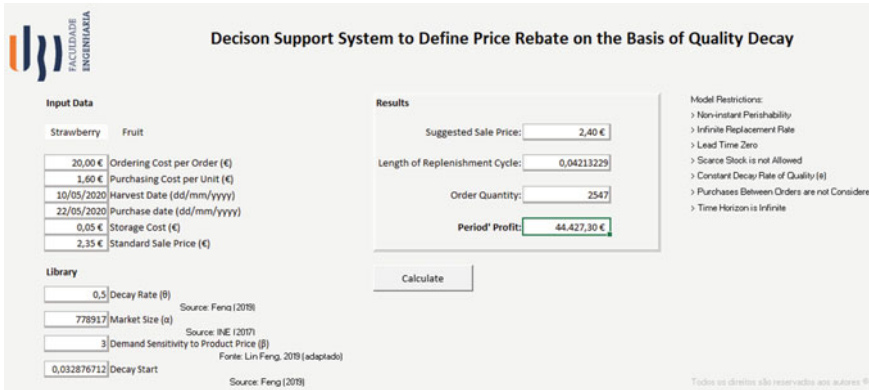 FACULDADE
ENGENHARIA
Decison Support System to Define Price Rebate on the Basis of Quality Decay
Input Data
Strawberry Fruit
20,00 € Ordering Cost per Order (€)
1,60 € Purchasing Cost per Unit (€)
10/05/2020 Harvest Date (dd/mm/yyyy)
22/05/2020 Purchase date (dd/mm/yyyy)
0,05 € Storage Cost (€)
2,35 € Standard Sale Price (€)
Library
0,5 Decay Rate (θ)
Source: Feng (2019)
778917 Market Size (α)
Source: INE (2017)
3 Demand Sensitivity to Product Price (β)
Fonte: Lin Feng, 2019 (adaptado)
0,032876712 Decay Start
Source: Feng (2019)
Results
Suggested Sale Price: 2,40 €
Length of Replenishment Cycle: 0,04213229
Order Quantity: 2547
Period' Profit: 44.427,30 €
Calculate
Model Restrictions:
> Non-instant Perishability
> Infinite Replacement Rate
> Lead Time Zero
> Scarce Stock is not Allowed
> Constant Decay Rate of Quality (θ)
> Purchases Between Orders are not Considere
> Time Horizon is Infinite
Todos os direitos são reservados aos autores ®